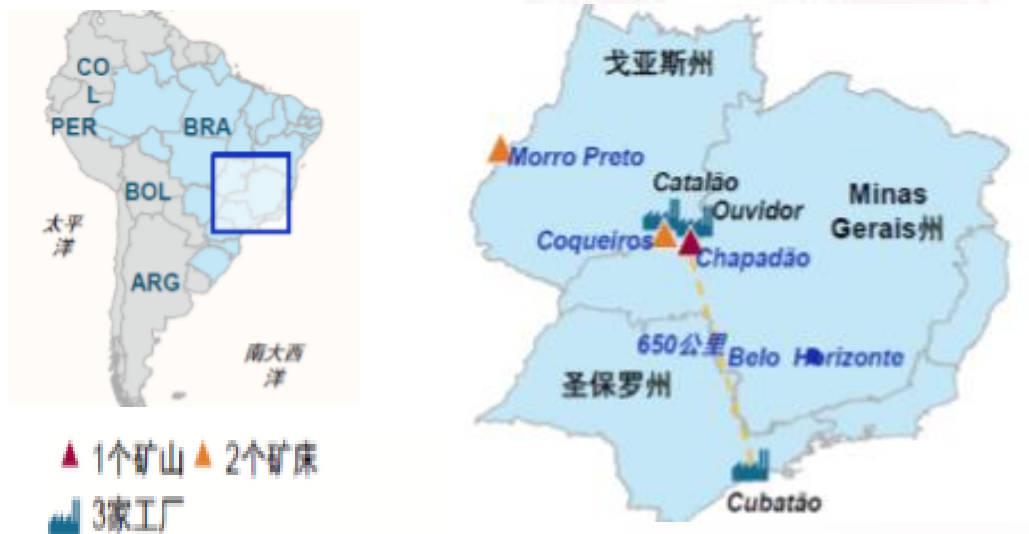 CO
L
PER
BRA
BOL
太平
洋
ARG
南大西
洋
1个矿山
2个矿床
3家工厂
戈亚斯州
Morro Preto
Catalão
Ouvidor
Minas
Gerais州
Coqueiros
Chapadão
650公里
Belo Horizonte
圣保罗州
Cubatão